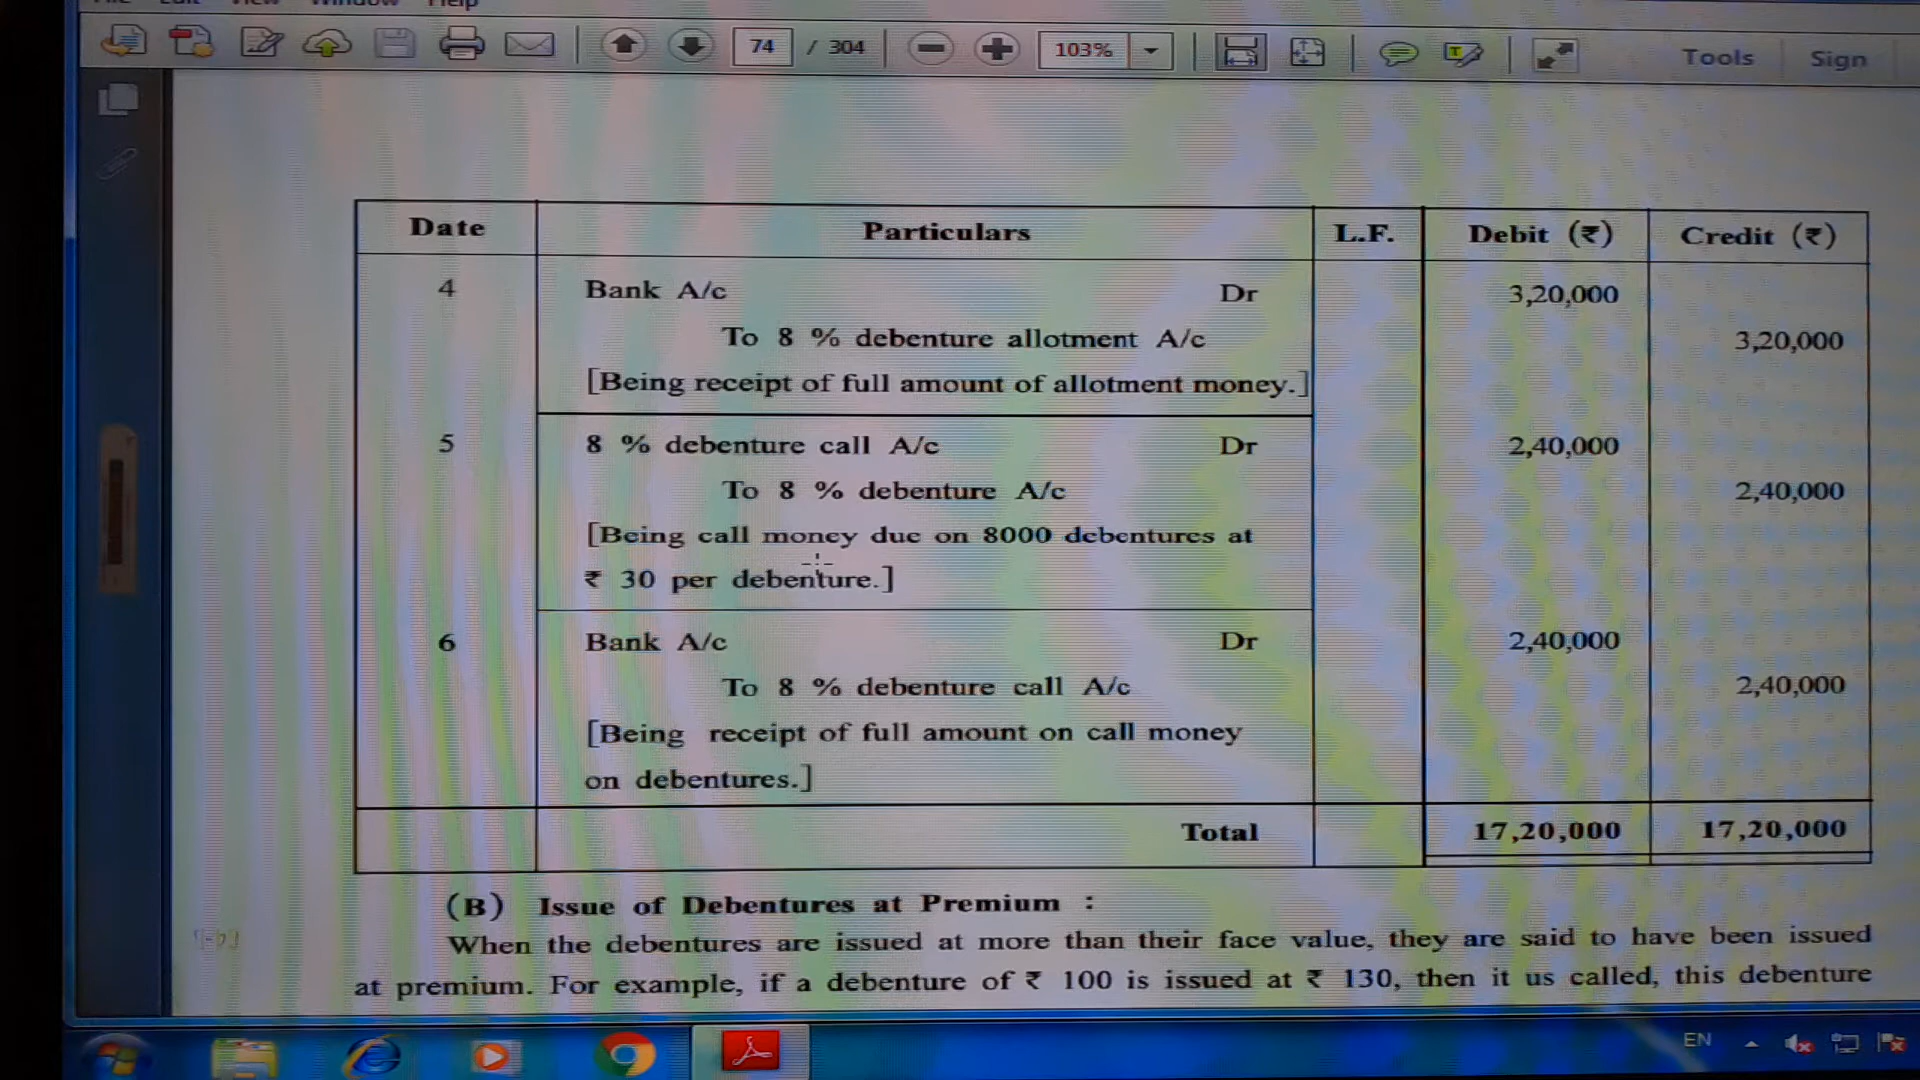 File Edit View Window Help
74 / 304
103%
Tools Sign
Date Particulars L.F. Debit (₹) Credit (₹)
4 Bank A/c Dr 3,20,000
To 8 % debenture allotment A/c 3,20,000
[Being receipt of full amount of allotment money.]
5 8 % debenture call A/c Dr 2,40,000
To 8 % debenture A/c 2,40,000
[Being call money due on 8000 debentures at
₹ 30 per debenture.]
6 Bank A/c Dr 2,40,000
To 8 % debenture call A/c 2,40,000
[Being receipt of full amount on call money
on debentures.]
Total 17,20,000 17,20,000
(B) Issue of Debentures at Premium :
When the debentures are issued at more than their face value, they are said to have been issued
at premium. For example, if a debenture of ₹ 100 is issued at ₹ 130, then it us called, this debenture
EN